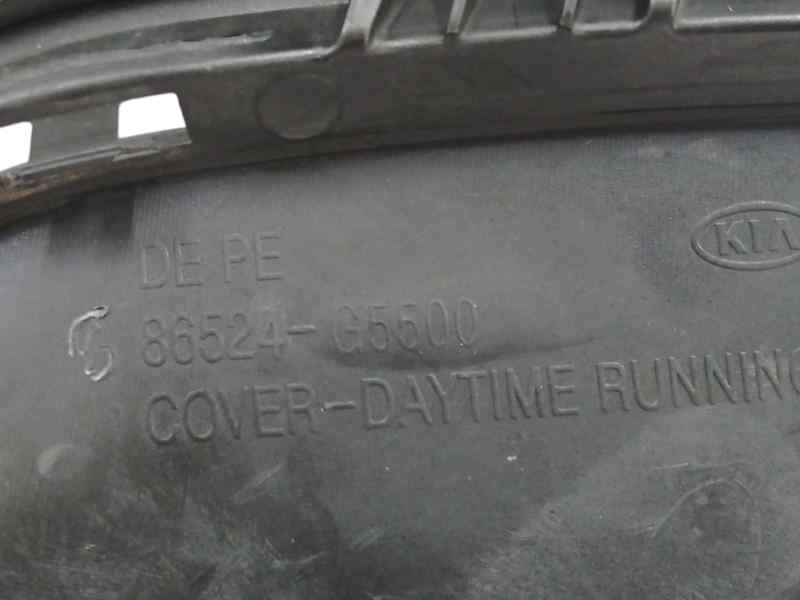 DE PE
KIA
86524-G5500
COVER-DAYTIME RUNNING